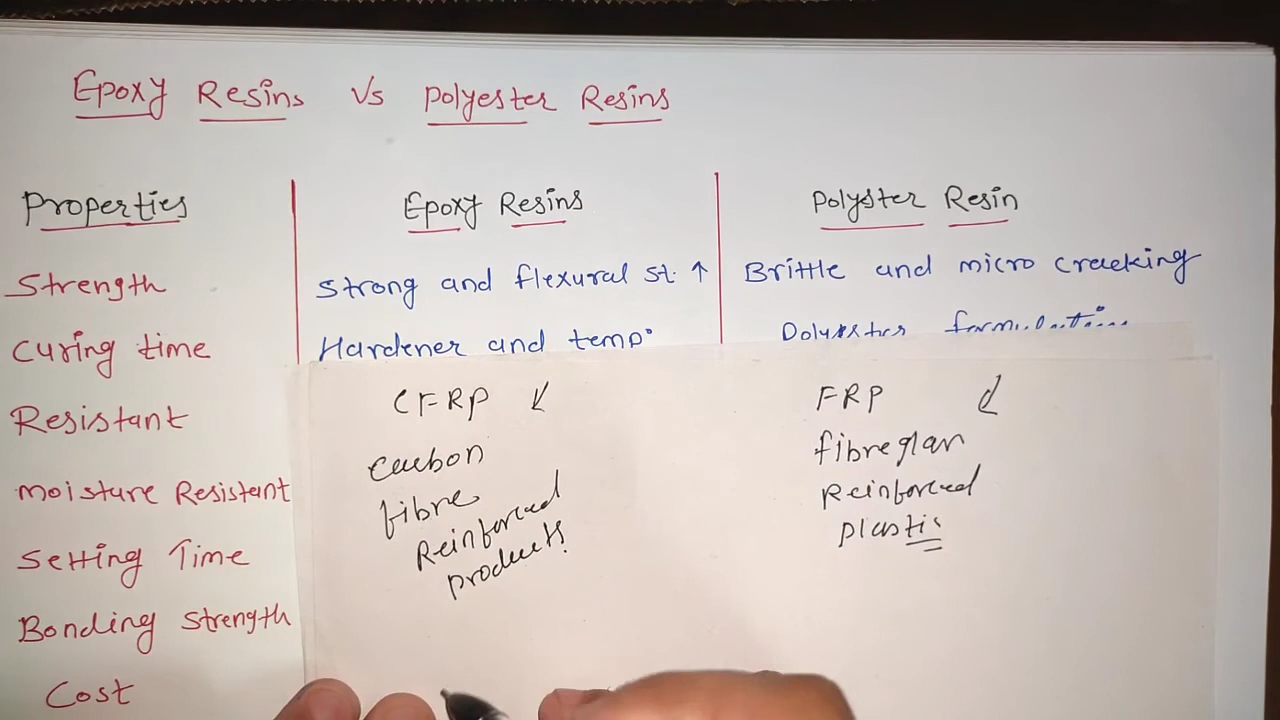 Epoxy Resins Vs Polyester Resins
Properties Epoxy Resins Polyster Resin
Strength Strong and flexural st. ↑ Brittle and micro cracking
Curing time Hardener and temp. Polyester formulations
Resistant CFRP ↙ FRP ↙
Carbon fibreglass
Moisture Resistant fibre Reinforced
Reinforced plastic
Setting Time products.
Bonding Strength
Cost